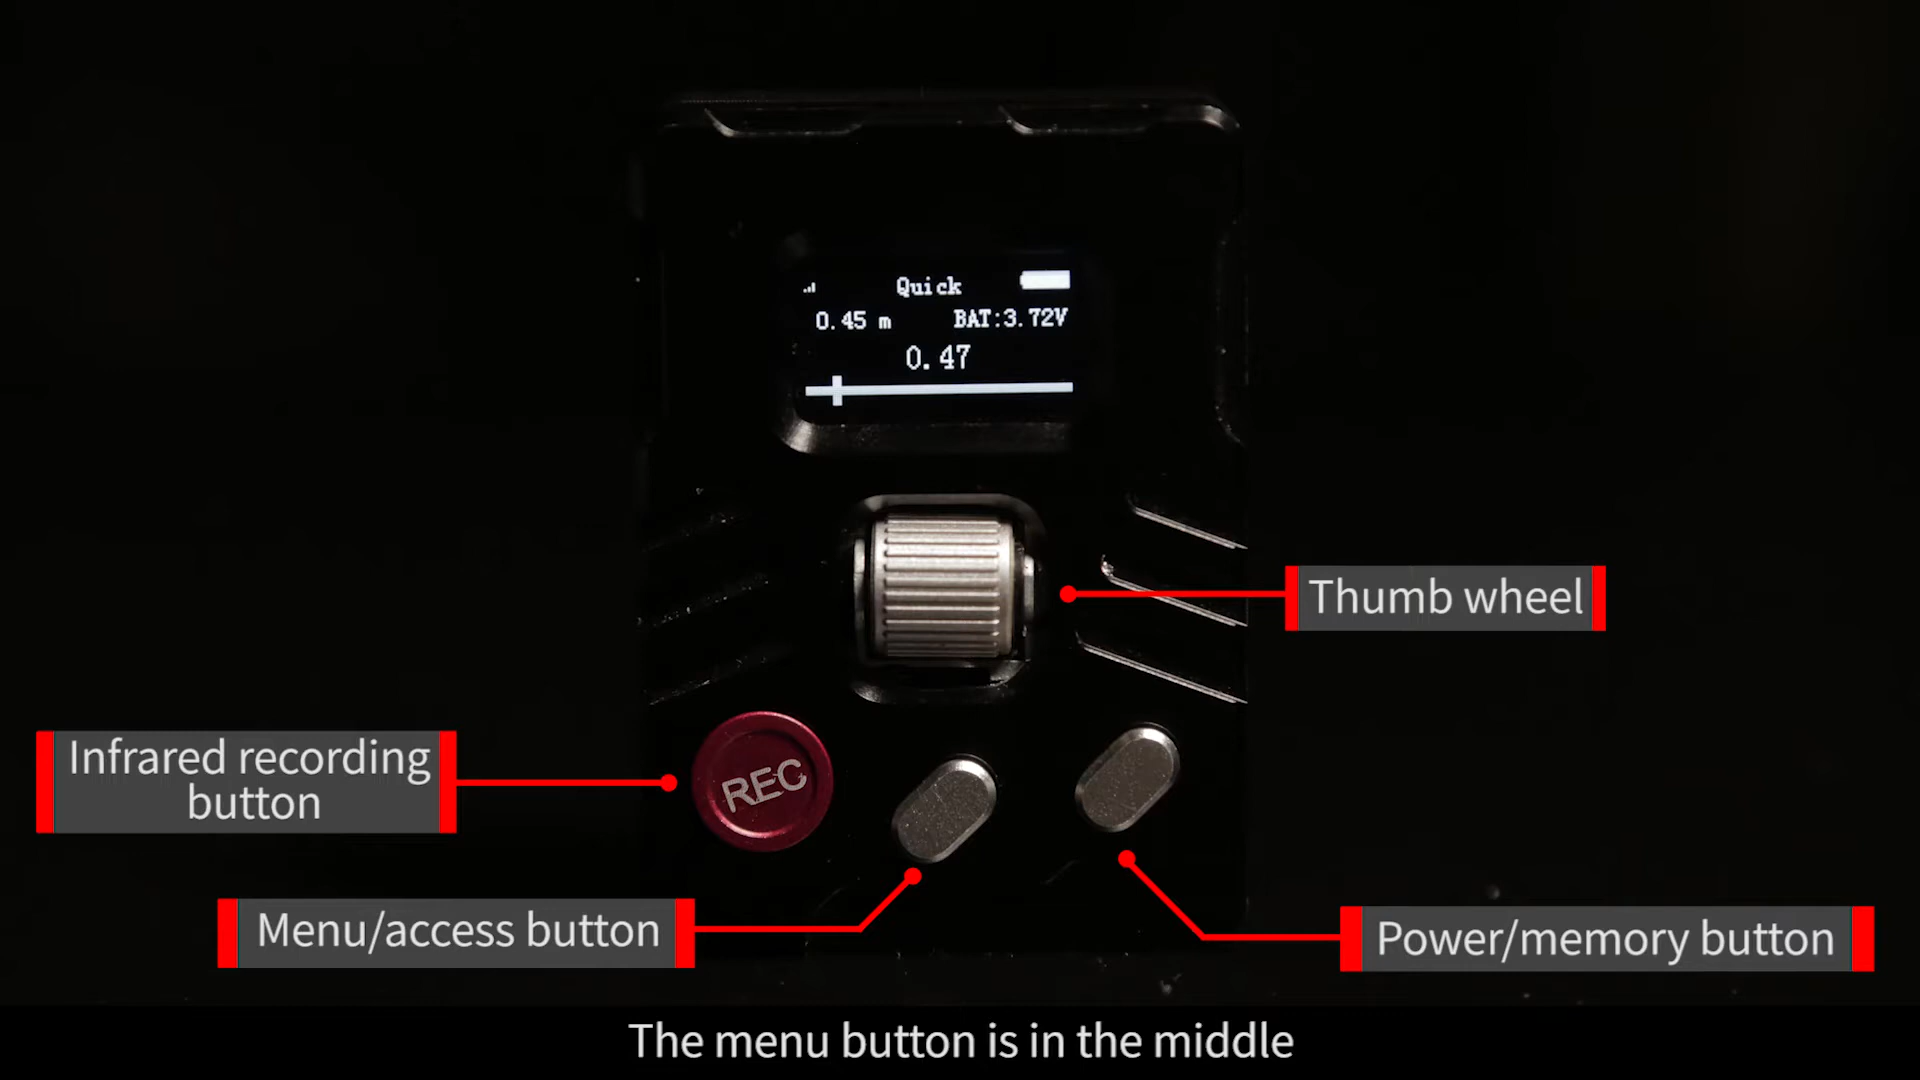 Quick
0.45 m BAT:3.72V
0.47
Thumb wheel
Infrared recording
button
REC
Menu/access button
Power/memory button
The menu button is in the middle